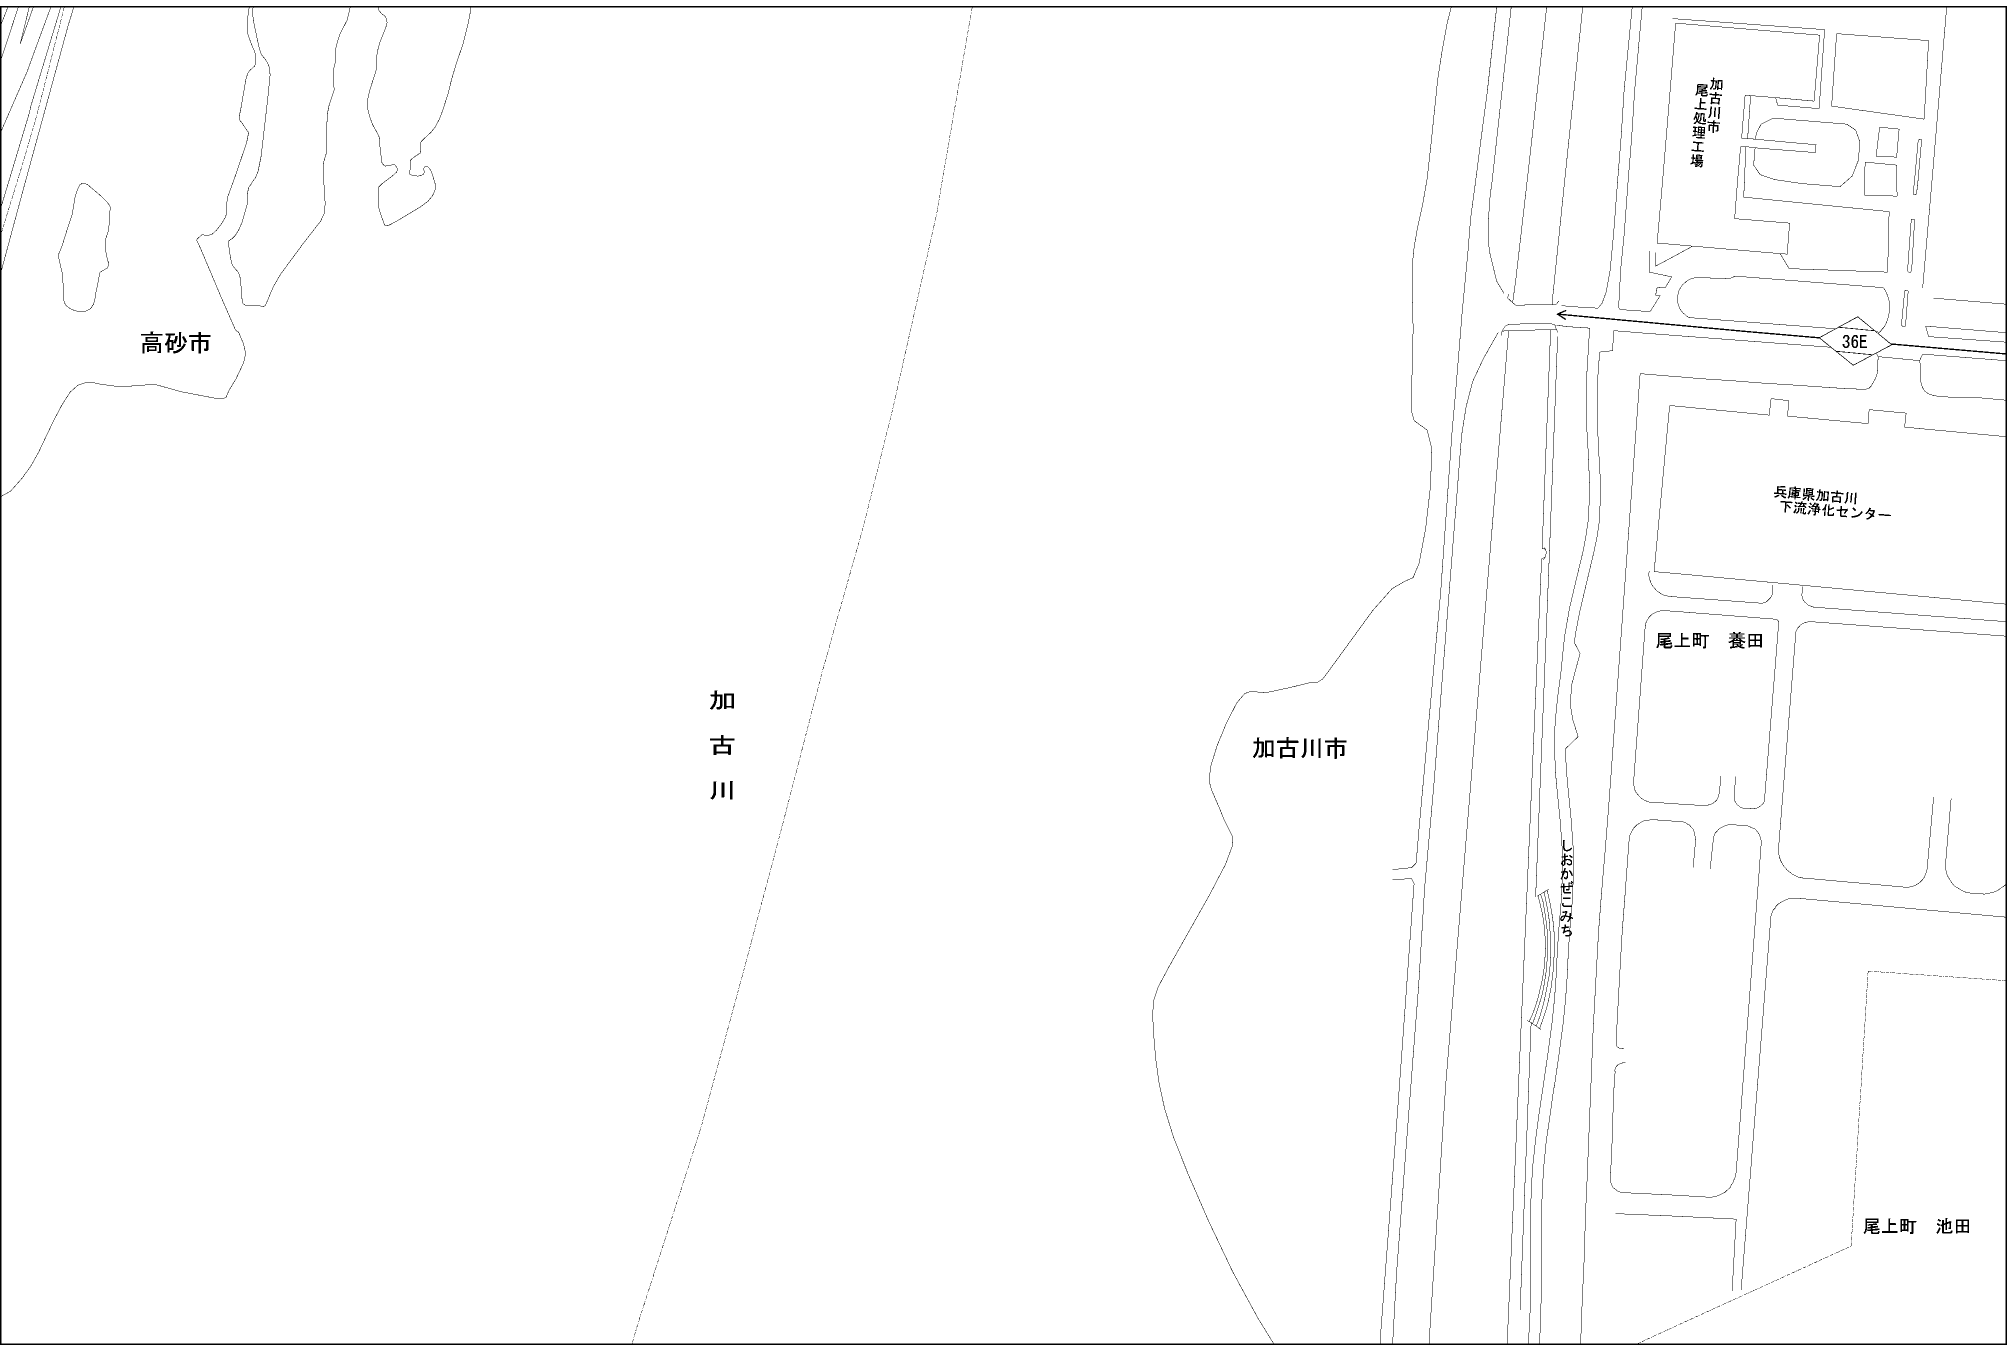 加古川市
尾上処理工場
36E
高砂市
兵庫県加古川
下流浄化センター
尾上町　養田
加古川
加古川市
しおかぜこみち
尾上町　池田